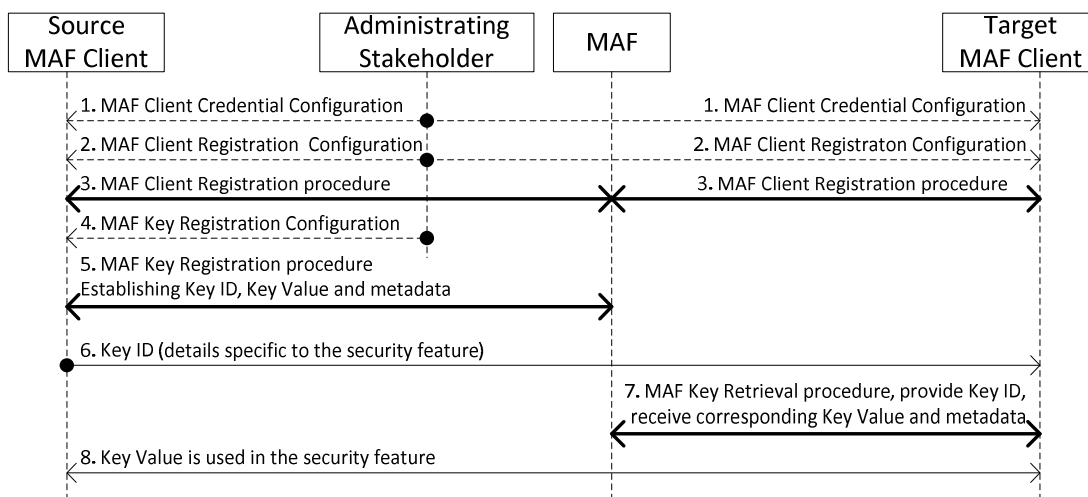 Source
MAF Client
Administrating
Stakeholder
MAF
Target
MAF Client
1. MAF Client Credential Configuration
1. MAF Client Credential Configuration
2. MAF Client Registration  Configuration
2. MAF Client Registraton Configuration
3. MAF Client Registration procedure
3. MAF Client Registration procedure
4. MAF Key Registration Configuration
5. MAF Key Registration procedure
Establishing Key ID, Key Value and metadata
6. Key ID (details specific to the security feature)
7. MAF Key Retrieval procedure, provide Key ID,
receive corresponding Key Value and metadata
8. Key Value is used in the security feature